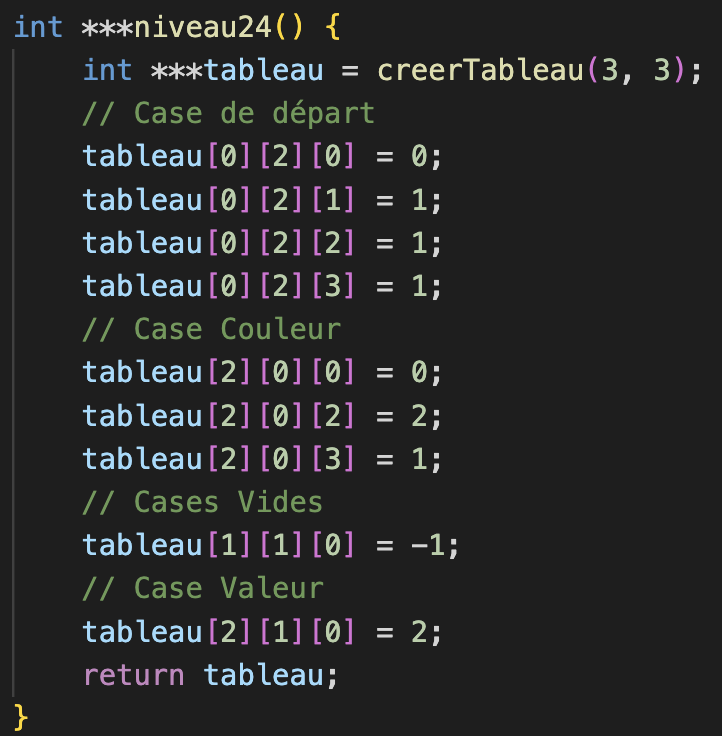 int ***niveau24() {
    int ***tableau = creerTableau(3, 3);
    // Case de départ
    tableau[0][2][0] = 0;
    tableau[0][2][1] = 1;
    tableau[0][2][2] = 1;
    tableau[0][2][3] = 1;
    // Case Couleur
    tableau[2][0][0] = 0;
    tableau[2][0][2] = 2;
    tableau[2][0][3] = 1;
    // Cases Vides
    tableau[1][1][0] = -1;
    // Case Valeur
    tableau[2][1][0] = 2;
    return tableau;
}